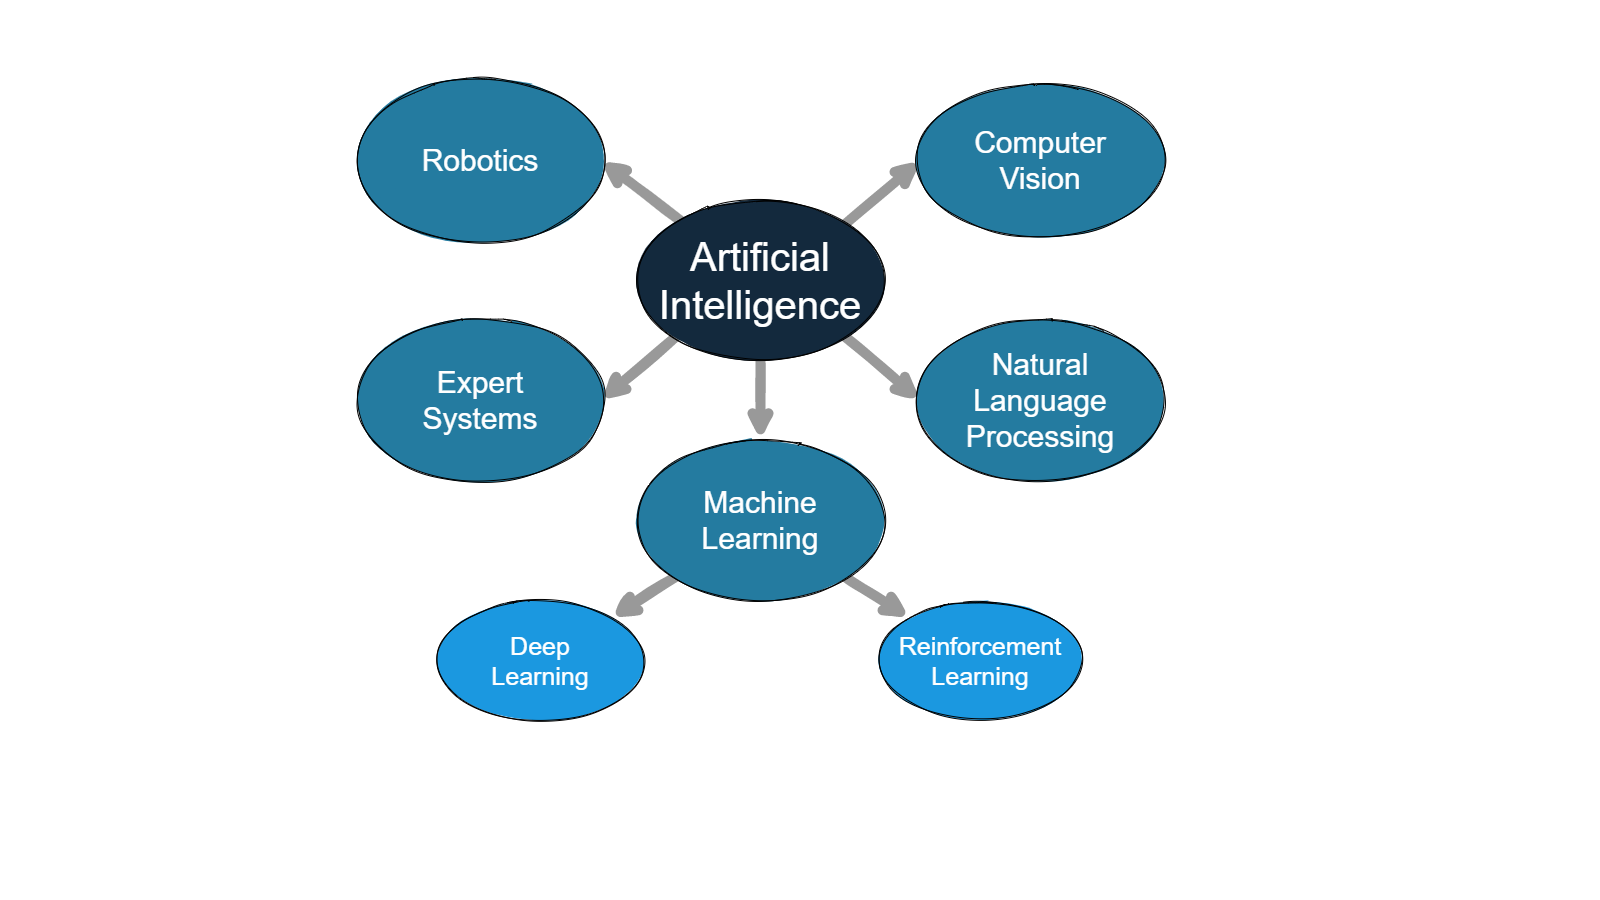 Robotics
Computer
Vision
Artificial
Intelligence
Expert
Systems
Natural
Language
Processing
Machine
Learning
Deep
Learning
Reinforcement
Learning